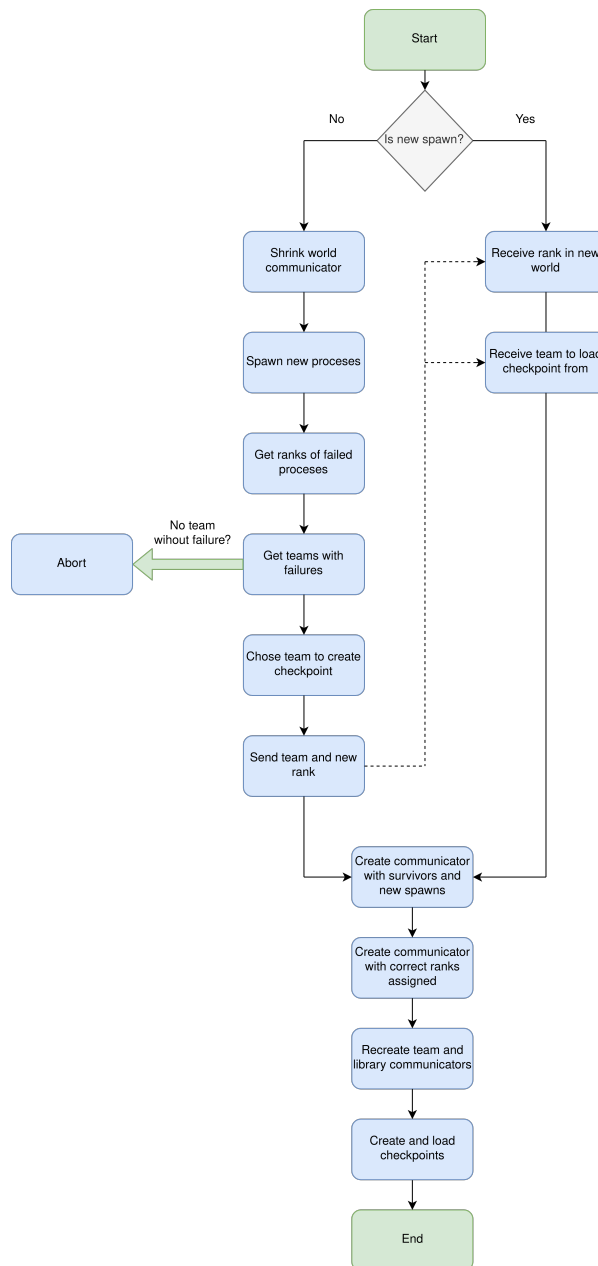 Start
Is new spawn?
No
Yes
Shrink world
communicator
Receive rank in new
world
Spawn new proceses
Receive team to load
checkpoint from
Get ranks of failed
proceses
No team
wihout failure?
Abort
Get teams with
failures
Chose team to create
checkpoint
Send team and new
rank
Create communicator
with survivors and
new spawns
Create communicator
with correct ranks
assigned
Recreate team and
library communicators
Create and load
checkpoints
End